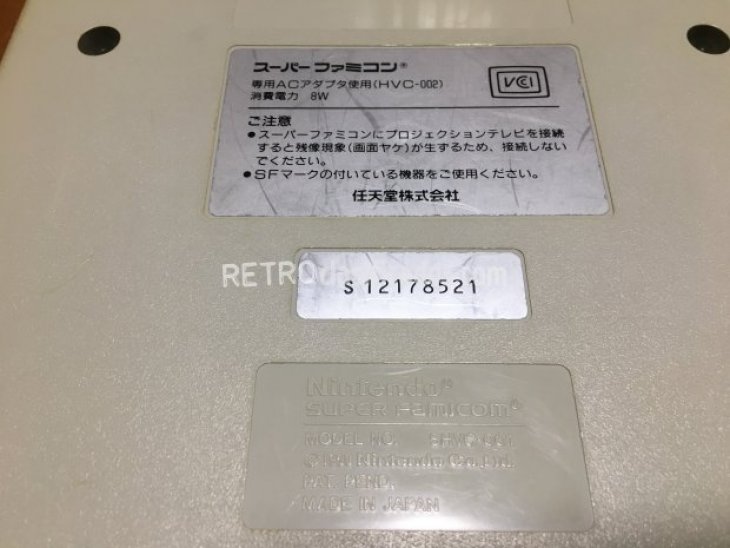 スーパーファミコン®
専用ACアダプタ使用(HVC-002)
消費電力 8W
VCI
ご注意
●スーパーファミコンにプロジェクションテレビを接続
すると残像現象(画面ヤケ)が生ずるため、接続しない
でください。
●SFマークの付いている機器をご使用ください。
任天堂株式会社
RETRO
S 12178521
Nintendo®
SUPER FAMICOM®
MODEL NO. SHVC-001
Nintendo Co.,Ltd.
PAT. PEND.
MADE IN JAPAN